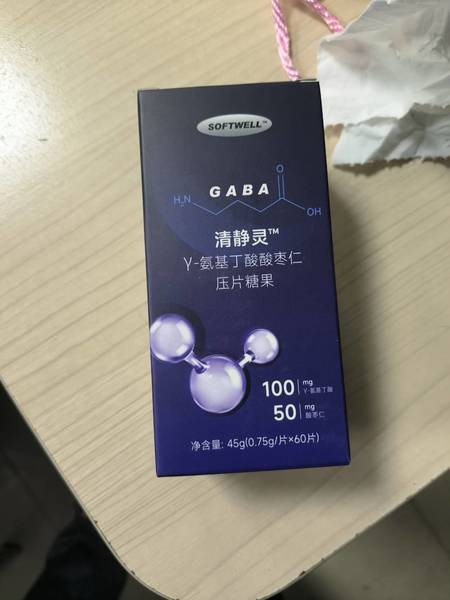 SOFTWELL™
GABA
O
H₂N
OH
清静灵™
γ-氨基丁酸酸枣仁
压片糖果
100 mg γ-氨基丁酸
50 mg 酸枣仁
净含量: 45g(0.75g/片×60片)